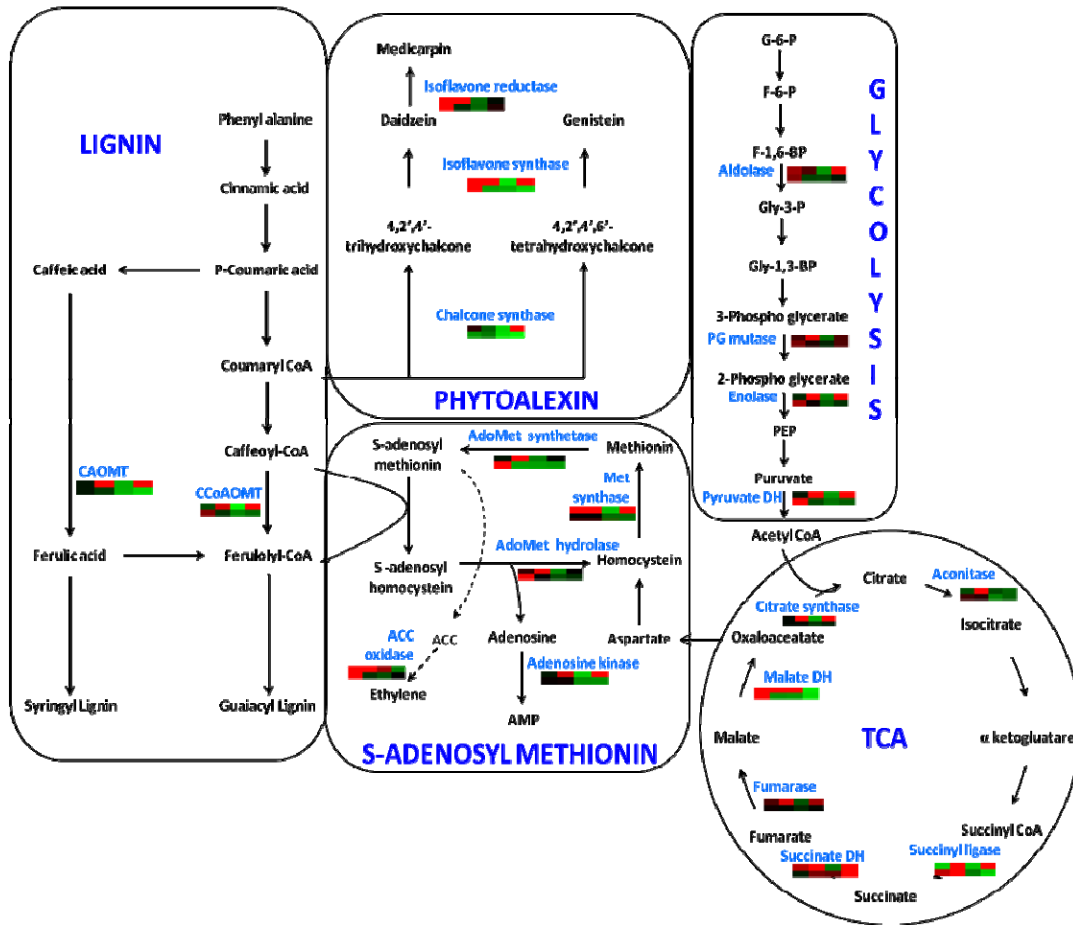 LIGNIN
Phenyl alanine
Cinnamic acid
Caffeic acid
P-Coumaric acid
Coumaryl CoA
Caffeoyl-CoA
CAOMT
CCoAOMT
Ferulic acid
Ferulolyl-CoA
Syringyl Lignin
Guaiacyl Lignin
Medicarpin
Isoflavone reductase
Daidzein
Genistein
Isoflavone synthase
4,2',4'-
trihydroxychalcone
4,2',4',6'-
tetrahydroxychalcone
Chalcone synthase
PHYTOALEXIN
S-adenosyl
methionin
AdoMet synthetase
Methionin
Met
synthase
AdoMet hydrolase
Homocystein
S-adenosyl
homocystein
ACC
oxidase
ACC
Ethylene
Adenosine
Aspartate
Adenosine kinase
AMP
S-ADENOSYL METHIONIN
G-6-P
F-6-P
F-1,6-BP
Aldolase
Gly-3-P
Gly-1,3-BP
3-Phospho glycerate
PG mutase
2-Phospho glycerate
Enolase
PEP
Puruvate
Pyruvate DH
GLYCOLYSIS
Acetyl CoA
Citrate
Aconitase
Citrate synthase
Isocitrate
Oxaloaceatate
Malate DH
Malate
TCA
α ketogluatare
Fumarase
Fumarate
Succinyl CoA
Succinate DH
Succinyl ligase
Succinate